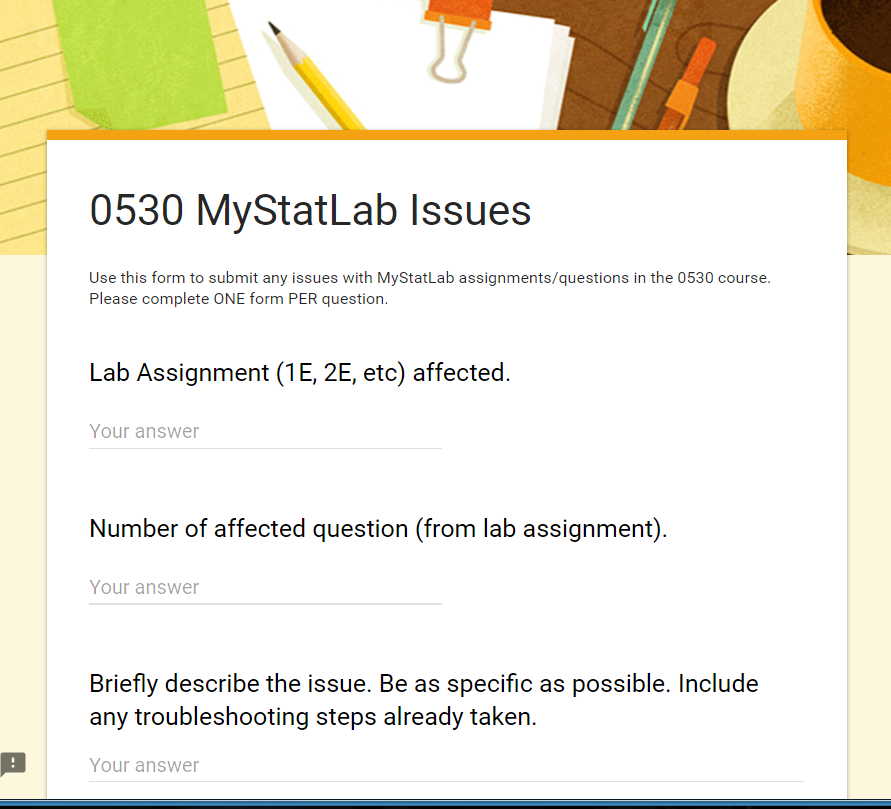 0530 MyStatLab Issues
Use this form to submit any issues with MyStatLab assignments/questions in the 0530 course.
Please complete ONE form PER question.
Lab Assignment (1E, 2E, etc) affected.
Your answer
Number of affected question (from lab assignment).
Your answer
Briefly describe the issue. Be as specific as possible. Include
any troubleshooting steps already taken.
Your answer